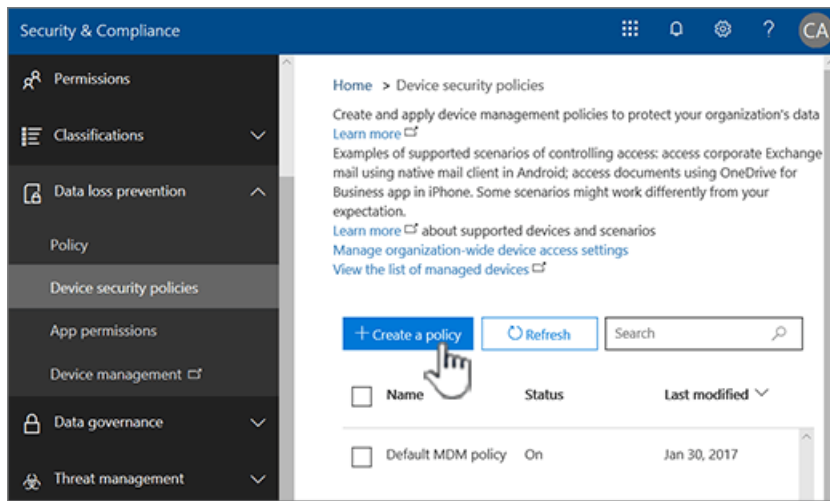 Security & Compliance
?
CA
Permissions
Classifications
Data loss prevention
Policy
Device security policies
App permissions
Device management
Data governance
Threat management
Home > Device security policies
Create and apply device management policies to protect your organization's data
Learn more
Examples of supported scenarios of controlling access: access corporate Exchange
mail using native mail client in Android; access documents using OneDrive for
Business app in iPhone. Some scenarios might work differently from your
expectation.
Learn more about supported devices and scenarios
Manage organization-wide device access settings
View the list of managed devices
+ Create a policy
Refresh
Search
Name Status Last modified
Default MDM policy On Jan 30, 2017